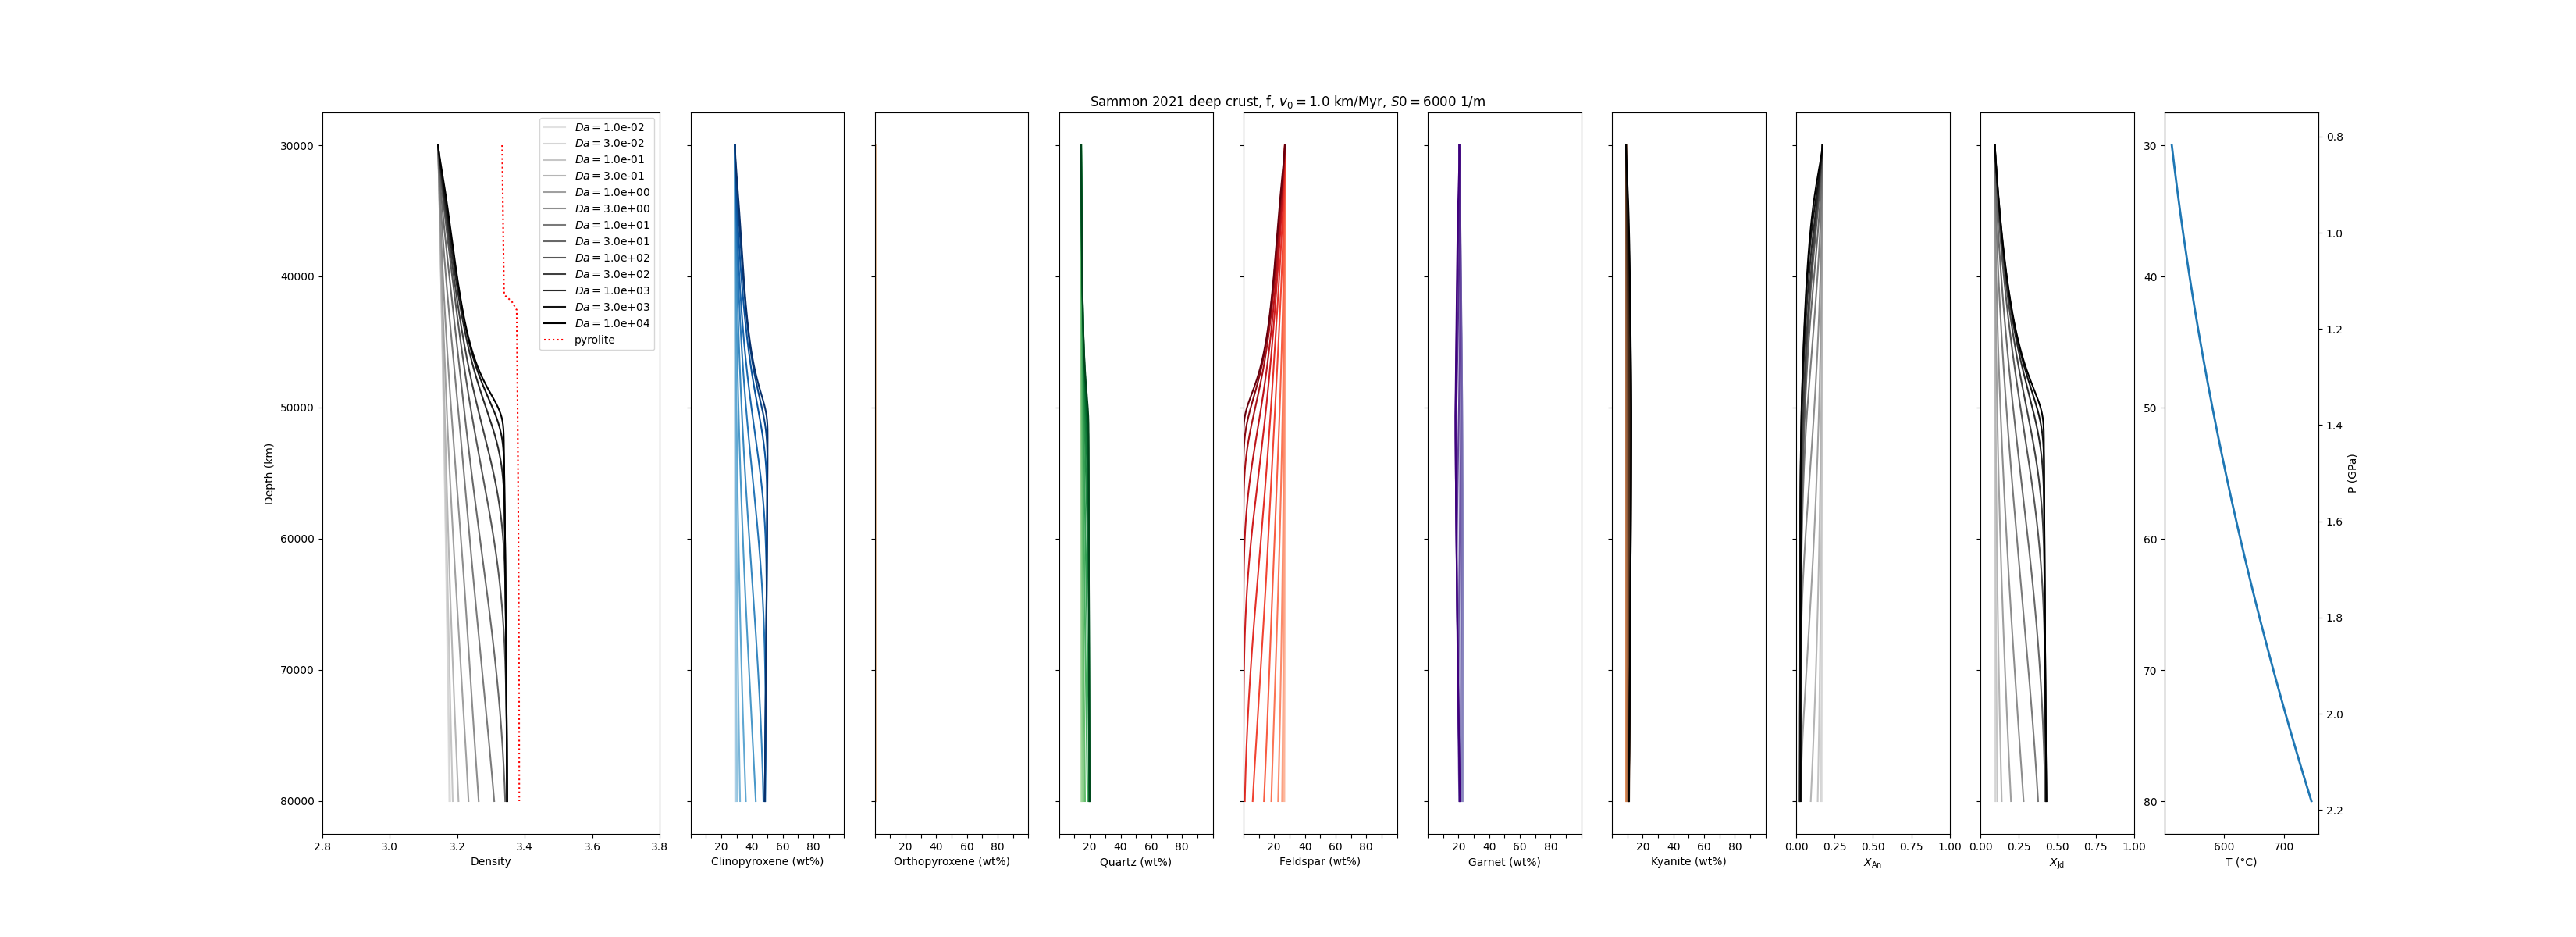 Sammon 2021 deep crust, f, v₀ = 1.0 km/Myr, S0 = 6000 1/m
Da = 1.0e-02
Da = 3.0e-02
Da = 1.0e-01
Da = 3.0e-01
Da = 1.0e+00
Da = 3.0e+00
Da = 1.0e+01
Da = 3.0e+01
Da = 1.0e+02
Da = 3.0e+02
Da = 1.0e+03
Da = 3.0e+03
Da = 1.0e+04
pyrolite
Depth (km)
30000
40000
50000
60000
70000
80000
2.8 3.0 3.2 3.4 3.6 3.8
Density
20 40 60 80
Clinopyroxene (wt%)
20 40 60 80
Orthopyroxene (wt%)
20 40 60 80
Quartz (wt%)
20 40 60 80
Feldspar (wt%)
20 40 60 80
Garnet (wt%)
20 40 60 80
Kyanite (wt%)
0.00 0.25 0.50 0.75 1.00
X_An
0.00 0.25 0.50 0.75 1.00
X_Jd
30
40
50
60
70
80
600 700
T (°C)
0.8
1.0
1.2
1.4
1.6
1.8
2.0
2.2
P (GPa)